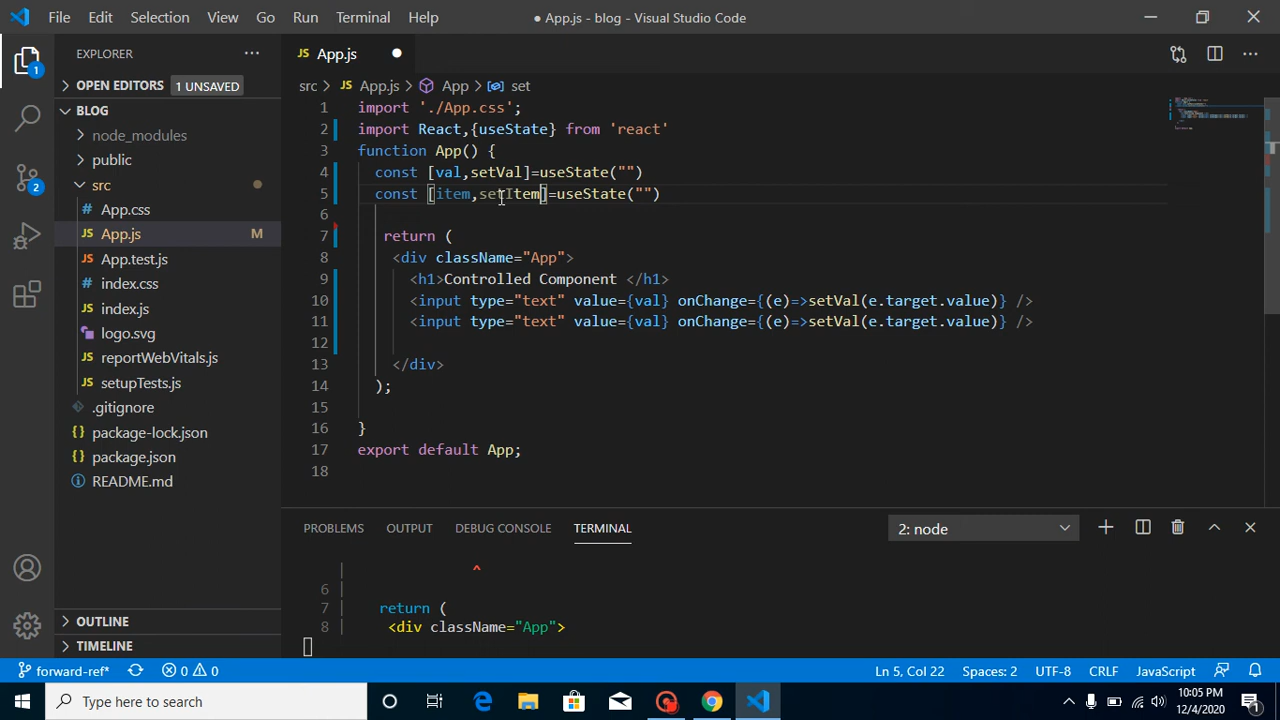 File Edit Selection View Go Run Terminal Help
● App.js - blog - Visual Studio Code
EXPLORER
OPEN EDITORS 1 UNSAVED
BLOG
node_modules
public
src
App.css
App.js M
App.test.js
index.css
index.js
logo.svg
reportWebVitals.js
setupTests.js
.gitignore
package-lock.json
package.json
README.md
OUTLINE
TIMELINE
1
2
JS App.js
src > JS App.js > App > set
1 import './App.css';
2 import React,{useState} from 'react'
3 function App() {
4 const [val,setVal]=useState("")
5 const [item,setItem]=useState("")
6
7 return (
8 <div className="App">
9 <h1>Controlled Component </h1>
10 <input type="text" value={val} onChange={(e)=>setVal(e.target.value)} />
11 <input type="text" value={val} onChange={(e)=>setVal(e.target.value)} />
12
13 </div>
14 );
15
16 }
17 export default App;
18
PROBLEMS OUTPUT DEBUG CONSOLE TERMINAL 2: node
| ^
6 |
7 | return (
8 | <div className="App">
forward-ref* 0 0 Ln 5, Col 22 Spaces: 2 UTF-8 CRLF JavaScript
Type here to search
10:05 PM
12/4/2020
1